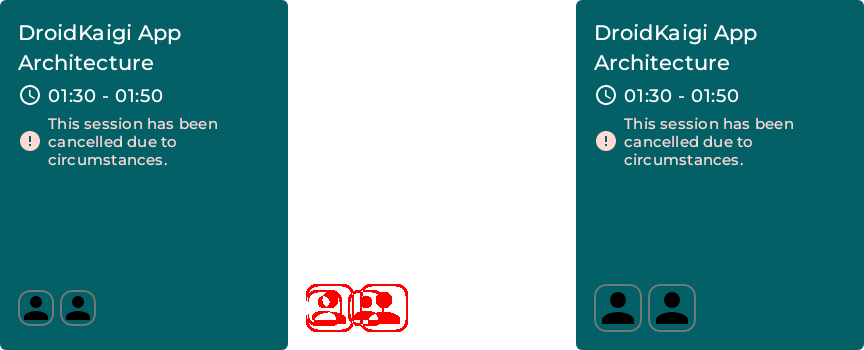 DroidKaigi App
Architecture
01:30 - 01:50
This session has been
cancelled due to
circumstances.
DroidKaigi App
Architecture
01:30 - 01:50
This session has been
cancelled due to
circumstances.